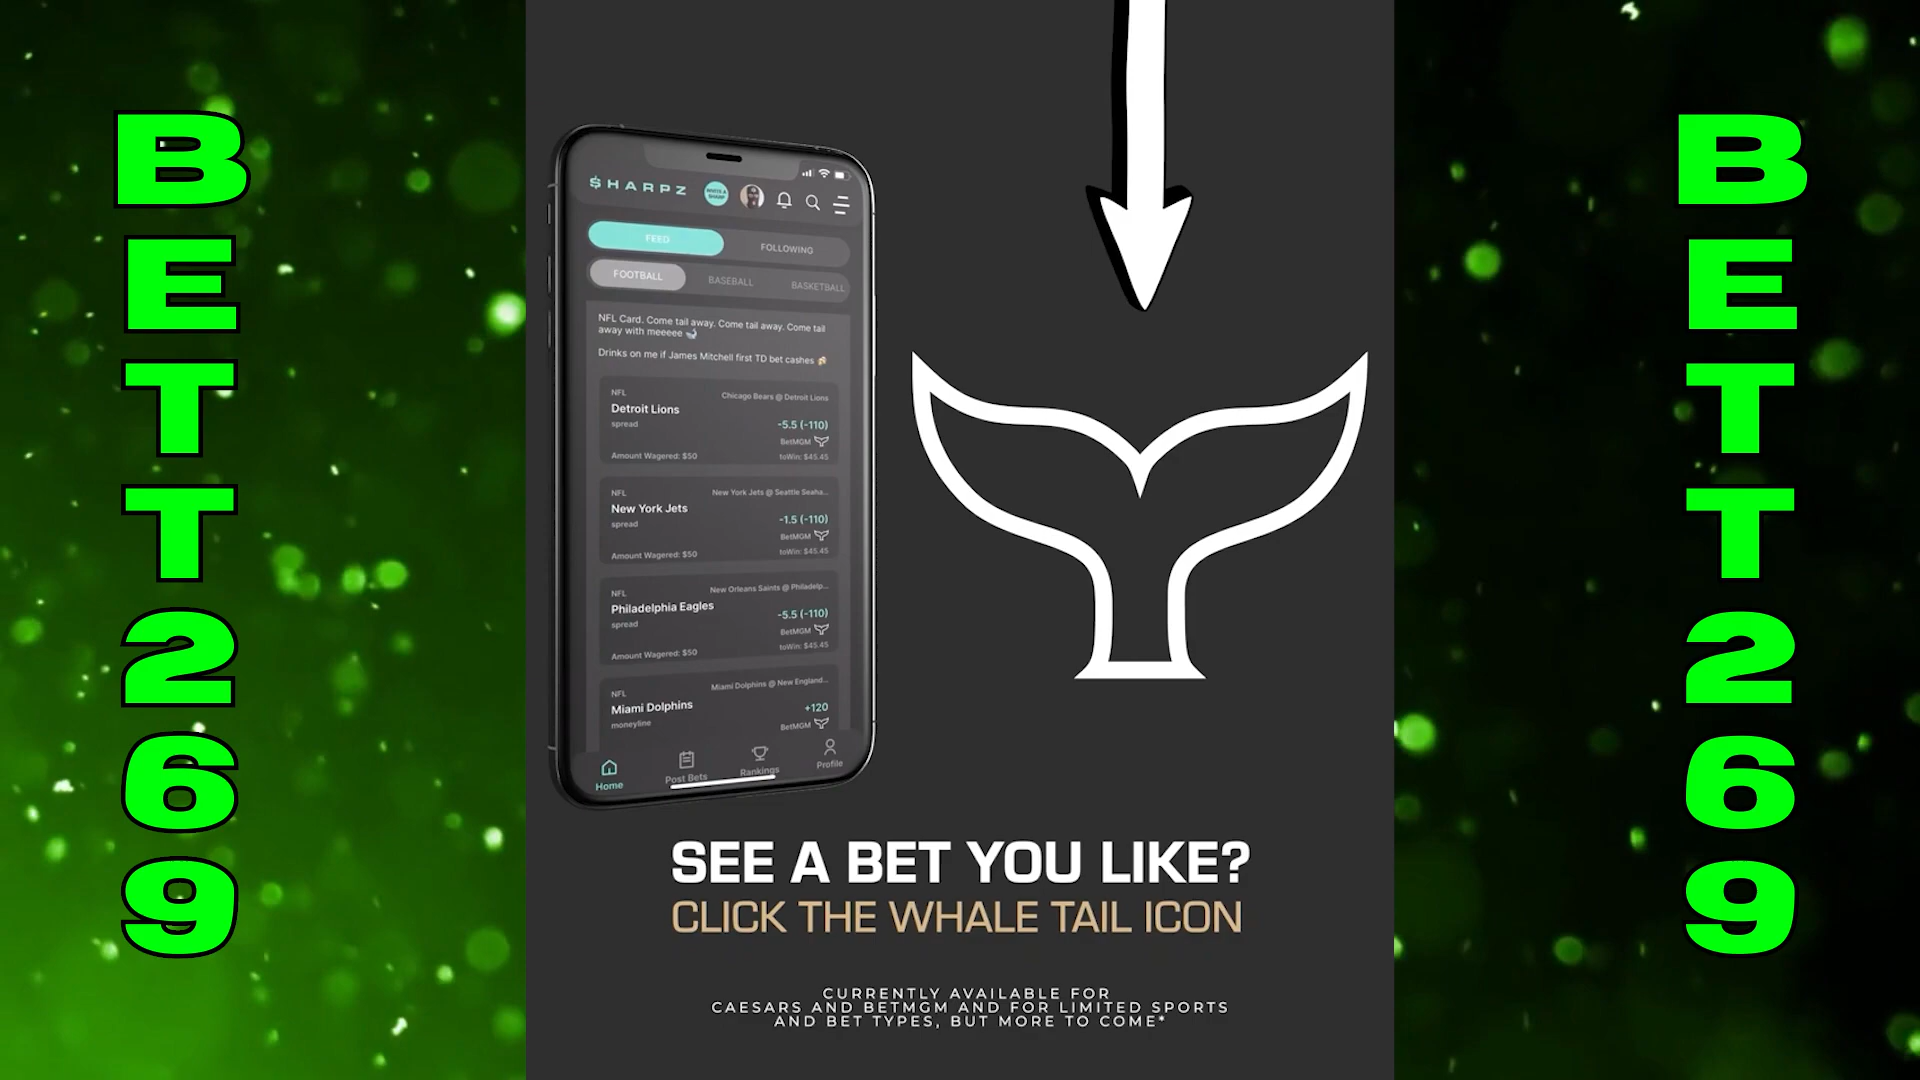 BETT269
$HARPZ
INVITE A SHARP
FEED
FOLLOWING
FOOTBALL
BASEBALL
BASKETBALL
NFL Card. Come tail away. Come tail away. Come tail
away with meeeee 🐳
Drinks on me if James Mitchell first TD bet cashes 🍻
NFL
Chicago Bears @ Detroit Lions
Detroit Lions
spread
-5.5 (-110)
BetMGM
Amount Wagered: $50
toWin: $45.45
NFL
New York Jets @ Seattle Seaha...
New York Jets
spread
-1.5 (-110)
BetMGM
Amount Wagered: $50
toWin: $45.45
NFL
New Orleans Saints @ Philadelp...
Philadelphia Eagles
spread
-5.5 (-110)
BetMGM
Amount Wagered: $50
toWin: $45.45
NFL
Miami Dolphins @ New England...
Miami Dolphins
moneyline
+120
BetMGM
Home
Post Bets
Rankings
Profile
SEE A BET YOU LIKE?
CLICK THE WHALE TAIL ICON
CURRENTLY AVAILABLE FOR
CAESARS AND BETMGM AND FOR LIMITED SPORTS
AND BET TYPES, BUT MORE TO COME*
BETT269